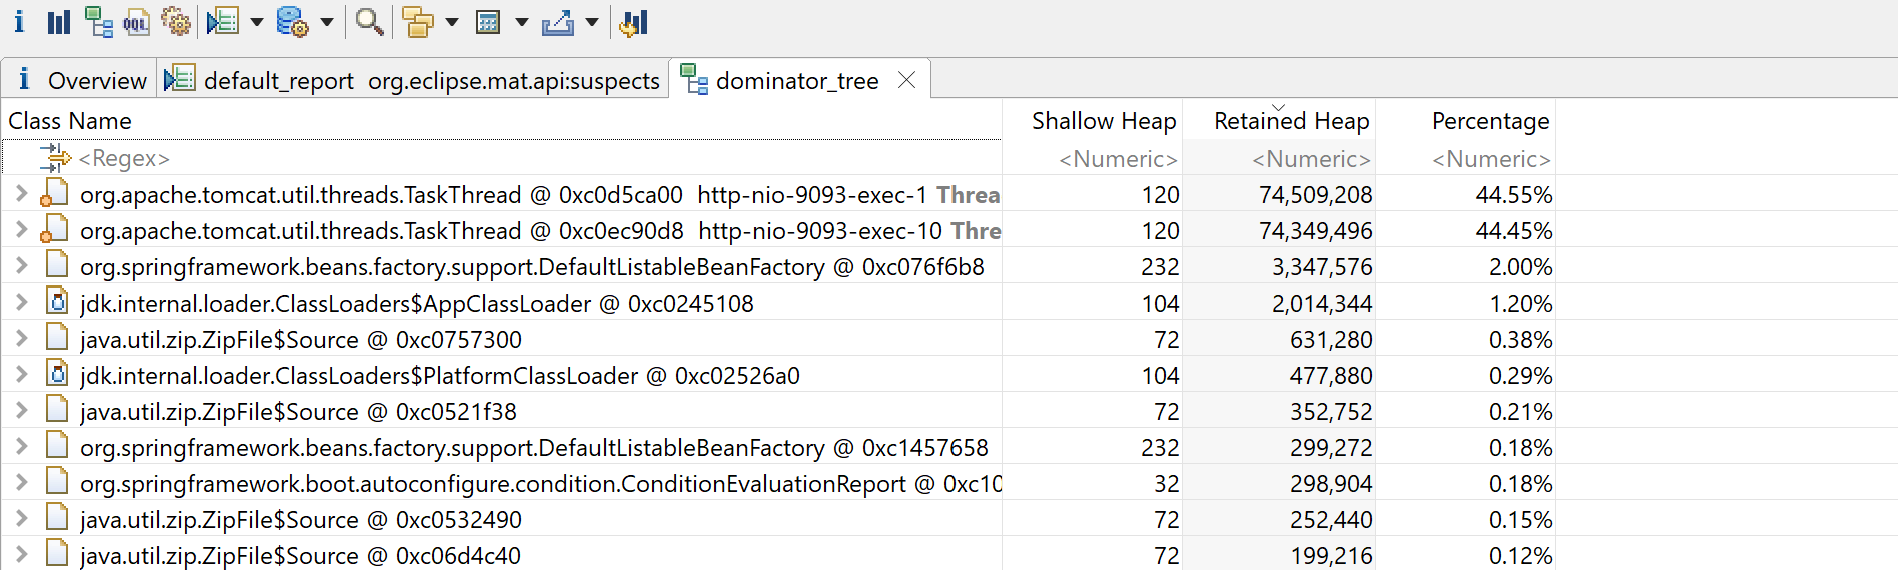 i OQL
i Overview default_report org.eclipse.mat.api:suspects dominator_tree
Class Name Shallow Heap Retained Heap Percentage
<Regex> <Numeric> <Numeric> <Numeric>
org.apache.tomcat.util.threads.TaskThread @ 0xc0d5ca00 http-nio-9093-exec-1 Threa 120 74,509,208 44.55%
org.apache.tomcat.util.threads.TaskThread @ 0xc0ec90d8 http-nio-9093-exec-10 Thre 120 74,349,496 44.45%
org.springframework.beans.factory.support.DefaultListableBeanFactory @ 0xc076f6b8 232 3,347,576 2.00%
jdk.internal.loader.ClassLoaders$AppClassLoader @ 0xc0245108 104 2,014,344 1.20%
java.util.zip.ZipFile$Source @ 0xc0757300 72 631,280 0.38%
jdk.internal.loader.ClassLoaders$PlatformClassLoader @ 0xc02526a0 104 477,880 0.29%
java.util.zip.ZipFile$Source @ 0xc0521f38 72 352,752 0.21%
org.springframework.beans.factory.support.DefaultListableBeanFactory @ 0xc1457658 232 299,272 0.18%
org.springframework.boot.autoconfigure.condition.ConditionEvaluationReport @ 0xc10 32 298,904 0.18%
java.util.zip.ZipFile$Source @ 0xc0532490 72 252,440 0.15%
java.util.zip.ZipFile$Source @ 0xc06d4c40 72 199,216 0.12%